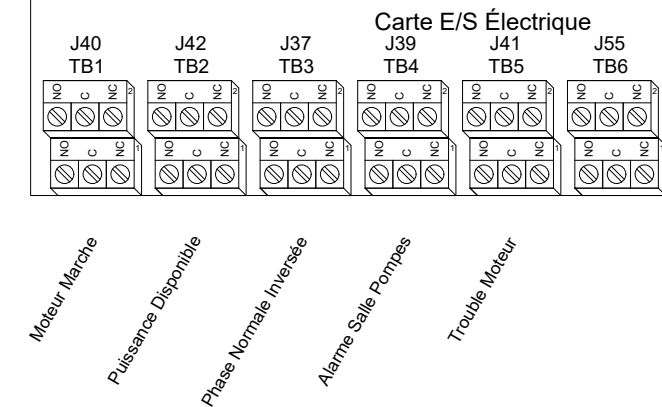 Carte E/S Électrique
J40 J42 J37 J39 J41 J55
TB1 TB2 TB3 TB4 TB5 TB6
NO C NC 2 NO C NC 2 NO C NC 2 NO C NC 2 NO C NC 2 NO C NC 2
NO C NC 1 NO C NC 1 NO C NC 1 NO C NC 1 NO C NC 1 NO C NC 1
Moteur Marche
Puissance Disponible
Phase Normale Inversée
Alarme Salle Pompes
Trouble Moteur